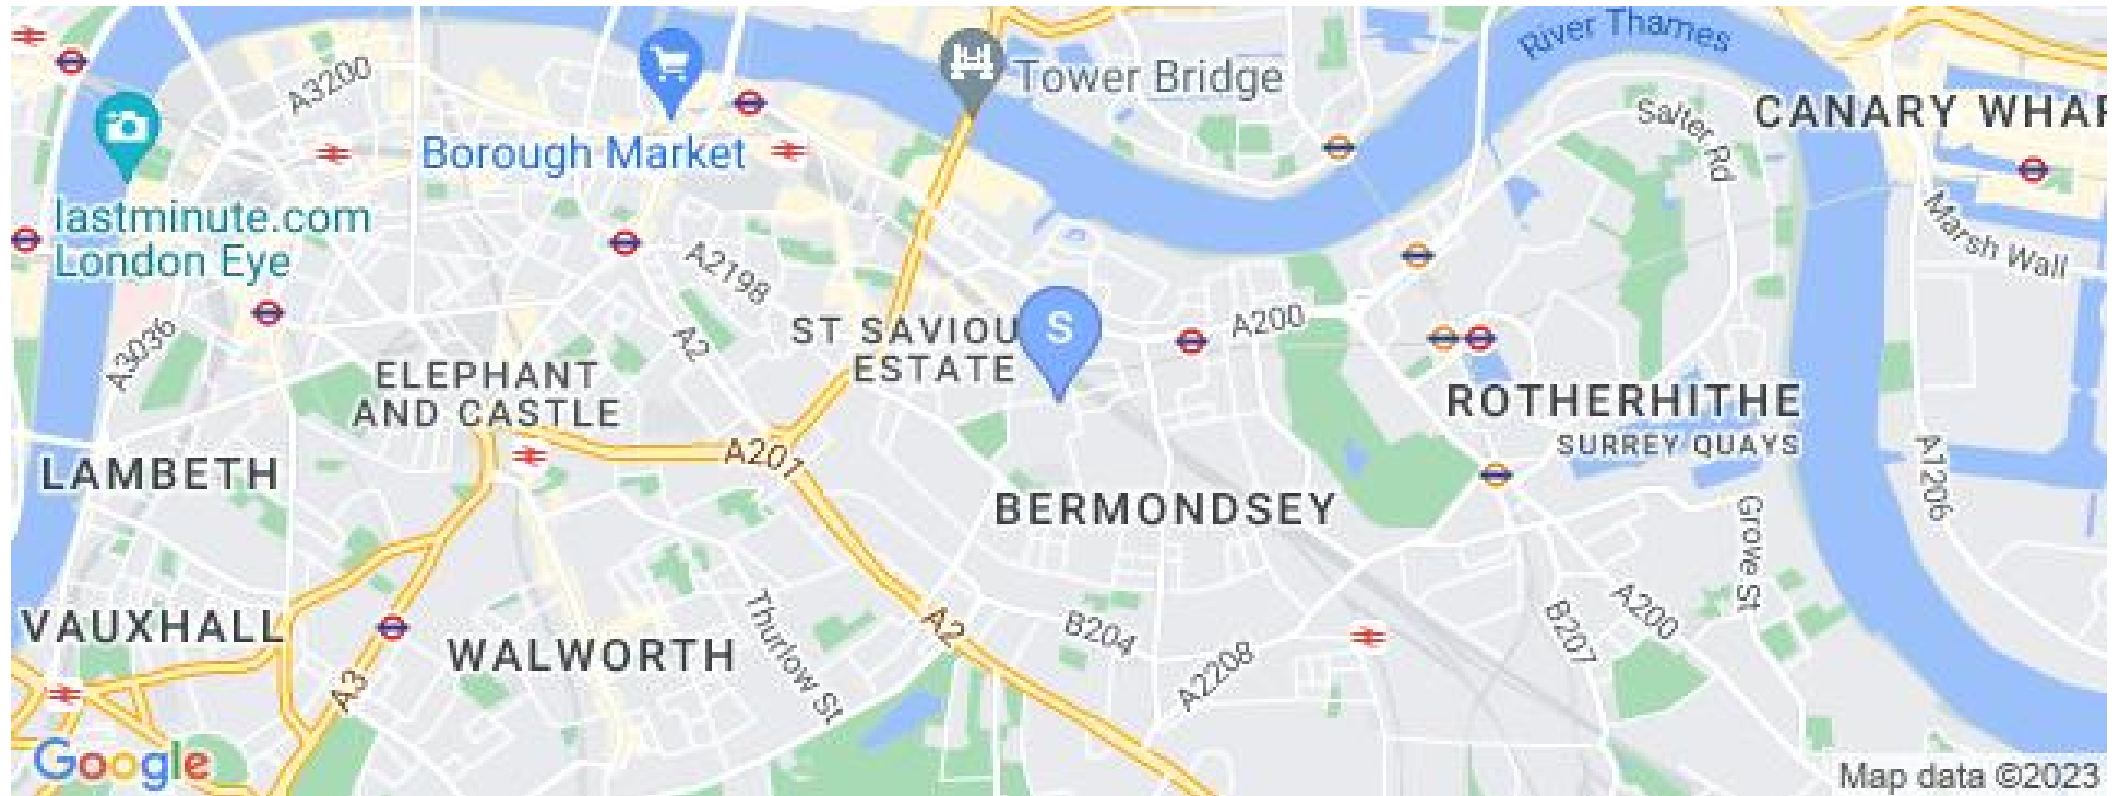 River Thames
A3200
Tower Bridge
Salter Rd
CANARY WHAR
Borough Market
lastminute.com
London Eye
Marsh Wall
A2198
A3036
A2
ST SAVIOU
ESTATE
S
A200
ELEPHANT
AND CASTLE
ROTHERHITHE
SURREY QUAYS
A201
LAMBETH
A1206
BERMONDSEY
Grove St
VAUXHALL
WALWORTH
Thurlow St
A2
B204
B207
A200
A2208
A3
Google
Map data ©2023